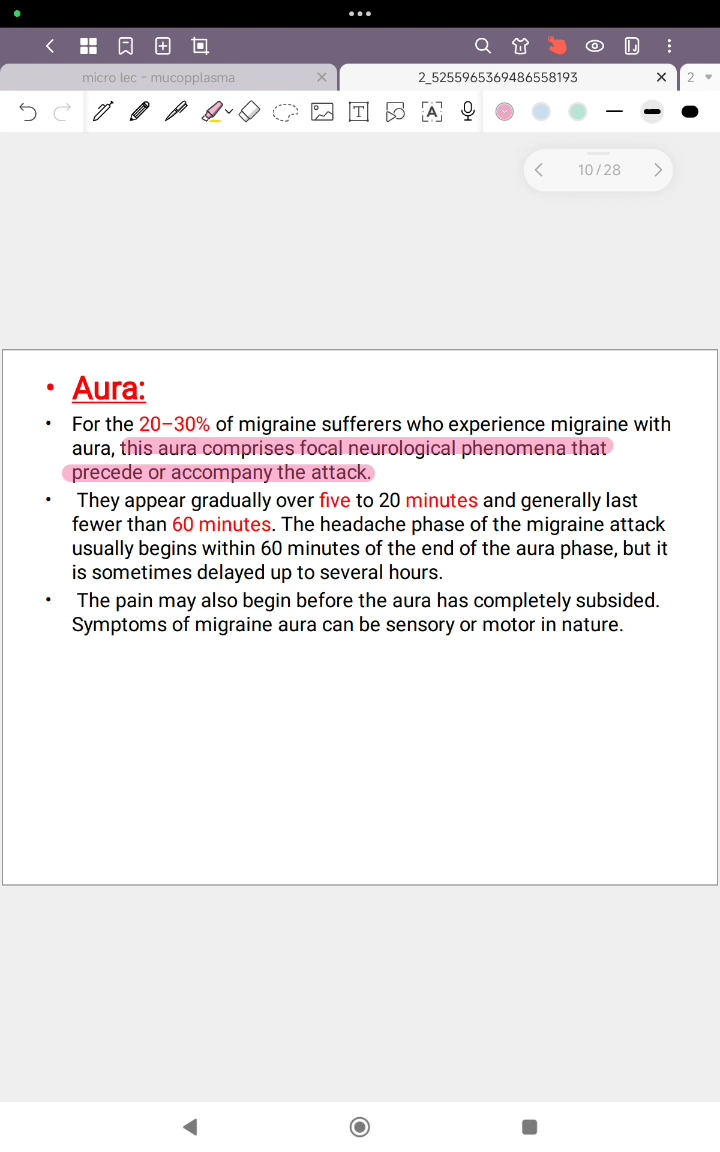 micro lec - mucopplasma
2_5255965369486558193
2
10/28
• Aura:
• For the 20–30% of migraine sufferers who experience migraine with
aura, this aura comprises focal neurological phenomena that
precede or accompany the attack.
• They appear gradually over five to 20 minutes and generally last
fewer than 60 minutes. The headache phase of the migraine attack
usually begins within 60 minutes of the end of the aura phase, but it
is sometimes delayed up to several hours.
• The pain may also begin before the aura has completely subsided.
Symptoms of migraine aura can be sensory or motor in nature.